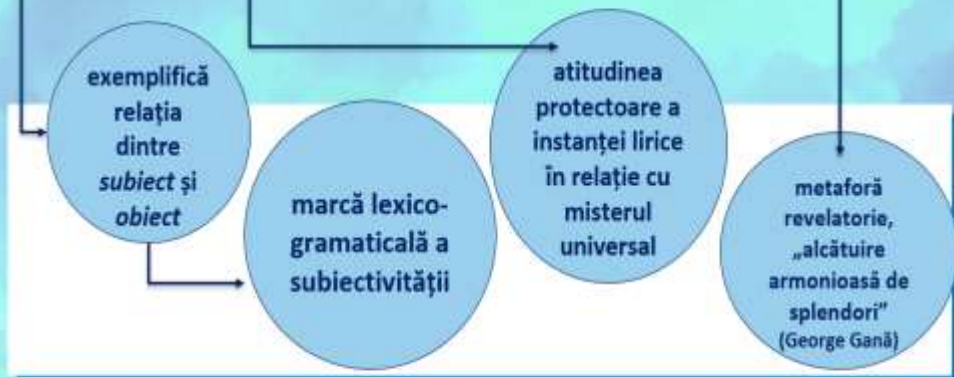 exemplifică
relația
dintre
subiect și
obiect
marcă lexico-
gramaticală a
subiectivității
atitudinea
protectoare a
instanței lirice
în relație cu
misterul
universal
metaforă
revelatorie,
„alcătuire
armonioasă de
splendori”
(George Gană)